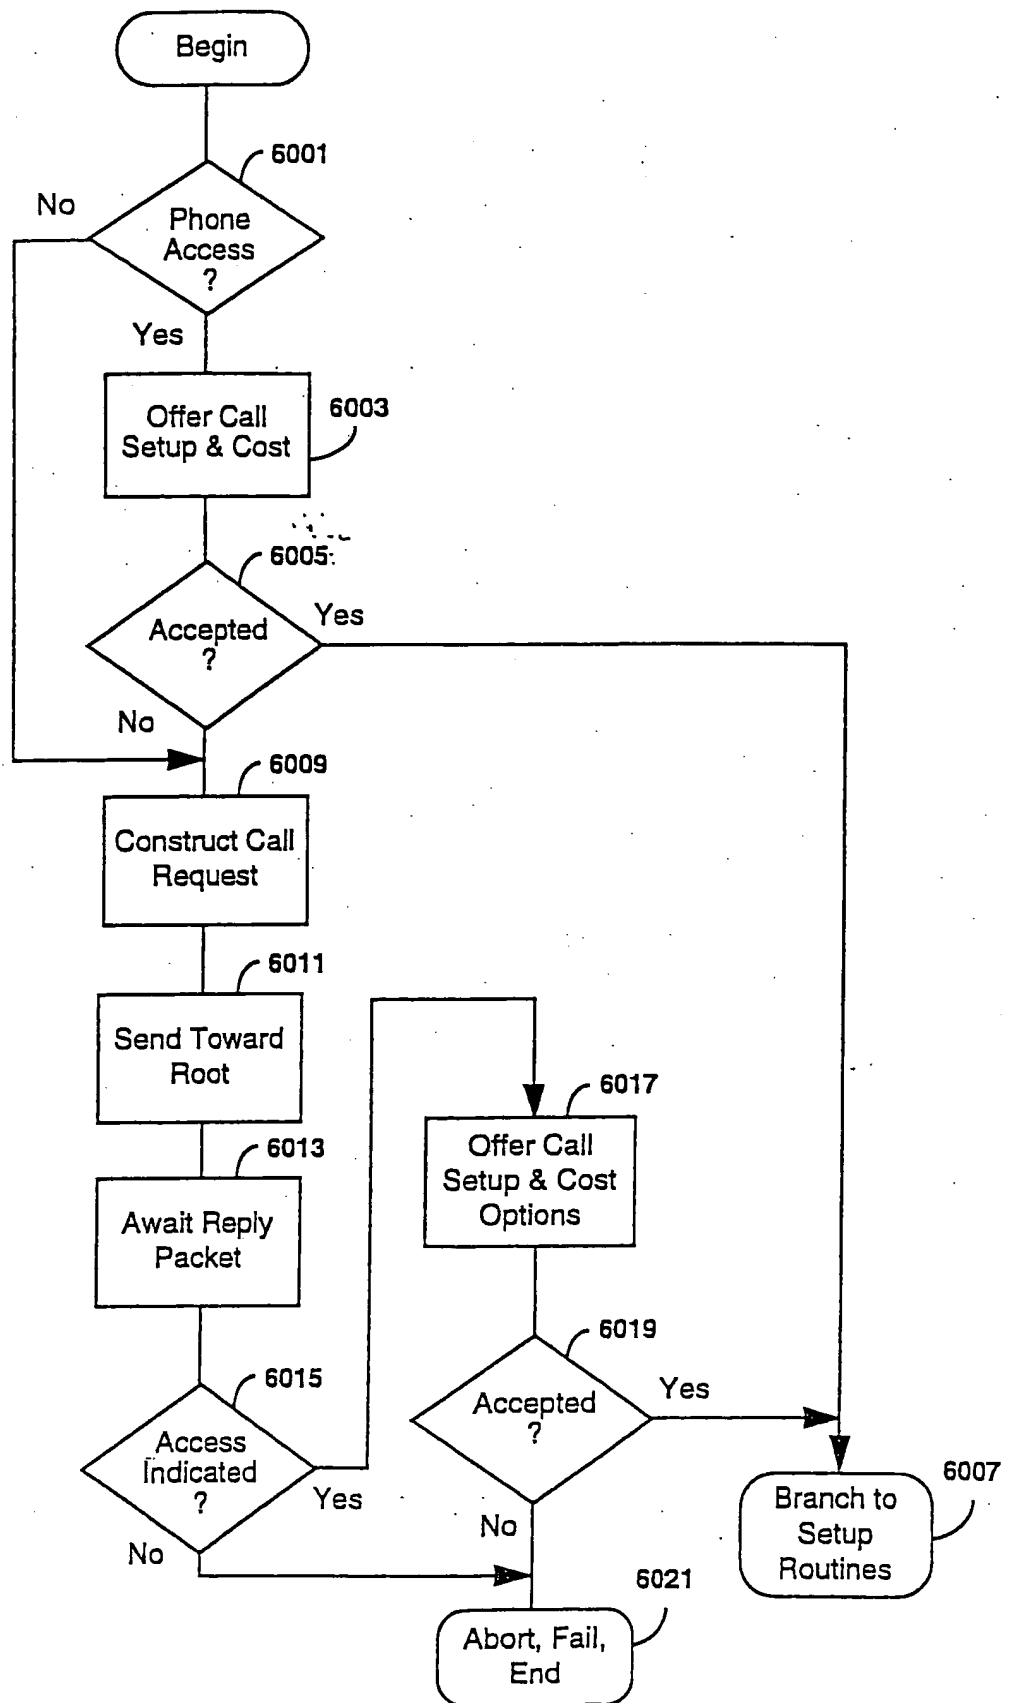 Begin
6001
No
Phone
Access
?
Yes
Offer Call
Setup & Cost
6003
6005
Accepted
?
Yes
No
6009
Construct Call
Request
6011
Send Toward
Root
6013
Await Reply
Packet
6015
Access
Indicated
?
Yes
No
6017
Offer Call
Setup & Cost
Options
6019
Accepted
?
Yes
No
6007
Branch to
Setup
Routines
6021
Abort, Fail,
End